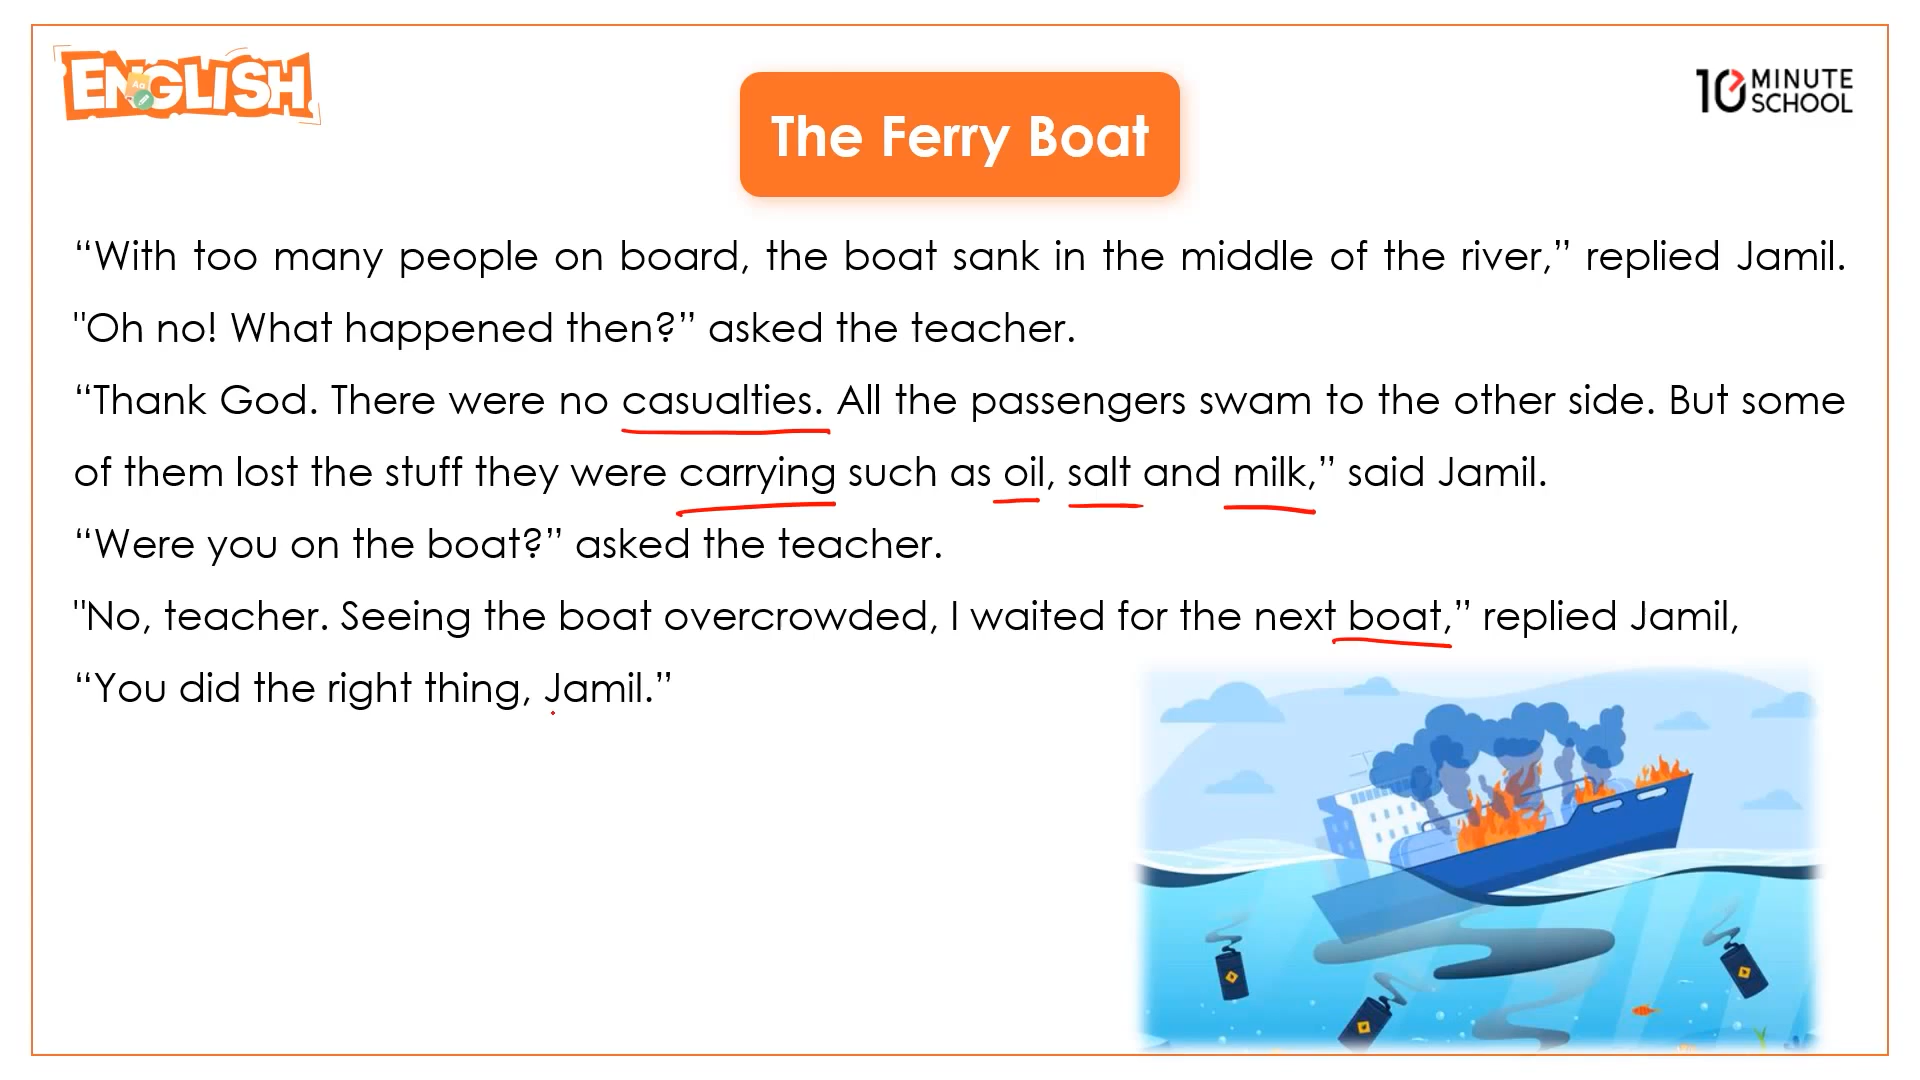 ENGLISH
10 MINUTE SCHOOL
The Ferry Boat
“With too many people on board, the boat sank in the middle of the river,” replied Jamil.
"Oh no! What happened then?” asked the teacher.
“Thank God. There were no casualties. All the passengers swam to the other side. But some
of them lost the stuff they were carrying such as oil, salt and milk,” said Jamil.
“Were you on the boat?” asked the teacher.
"No, teacher. Seeing the boat overcrowded, I waited for the next boat,” replied Jamil,
“You did the right thing, Jamil.”